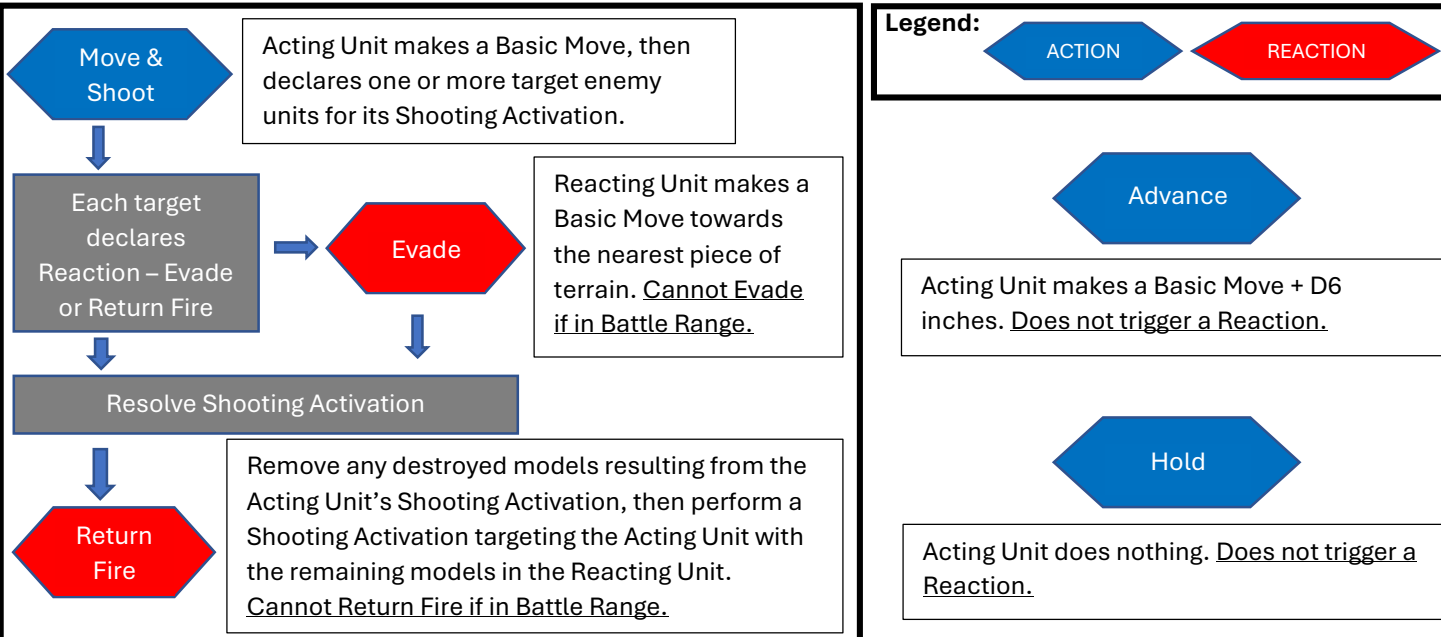 Move &
Shoot
Acting Unit makes a Basic Move, then
declares one or more target enemy
units for its Shooting Activation.
Each target
declares
Reaction – Evade
or Return Fire
Evade
Reacting Unit makes a
Basic Move towards
the nearest piece of
terrain. Cannot Evade
if in Battle Range.
Resolve Shooting Activation
Return
Fire
Remove any destroyed models resulting from the
Acting Unit’s Shooting Activation, then perform a
Shooting Activation targeting the Acting Unit with
the remaining models in the Reacting Unit.
Cannot Return Fire if in Battle Range.
Legend:
ACTION
REACTION
Advance
Acting Unit makes a Basic Move + D6
inches. Does not trigger a Reaction.
Hold
Acting Unit does nothing. Does not trigger a
Reaction.